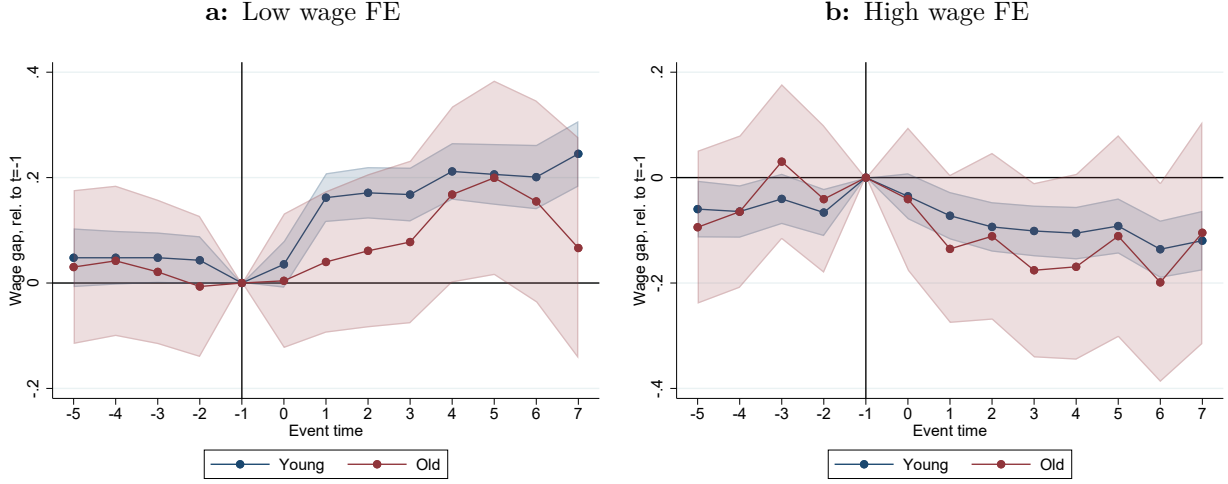 a: Low wage FE
Wage gap, rel. to t=-1
.4
.2
0
-.2
-5 -4 -3 -2 -1 0 1 2 3 4 5 6 7
Event time
Young Old
b: High wage FE
Wage gap, rel. to t=-1
.2
0
-.2
-.4
-5 -4 -3 -2 -1 0 1 2 3 4 5 6 7
Event time
Young Old